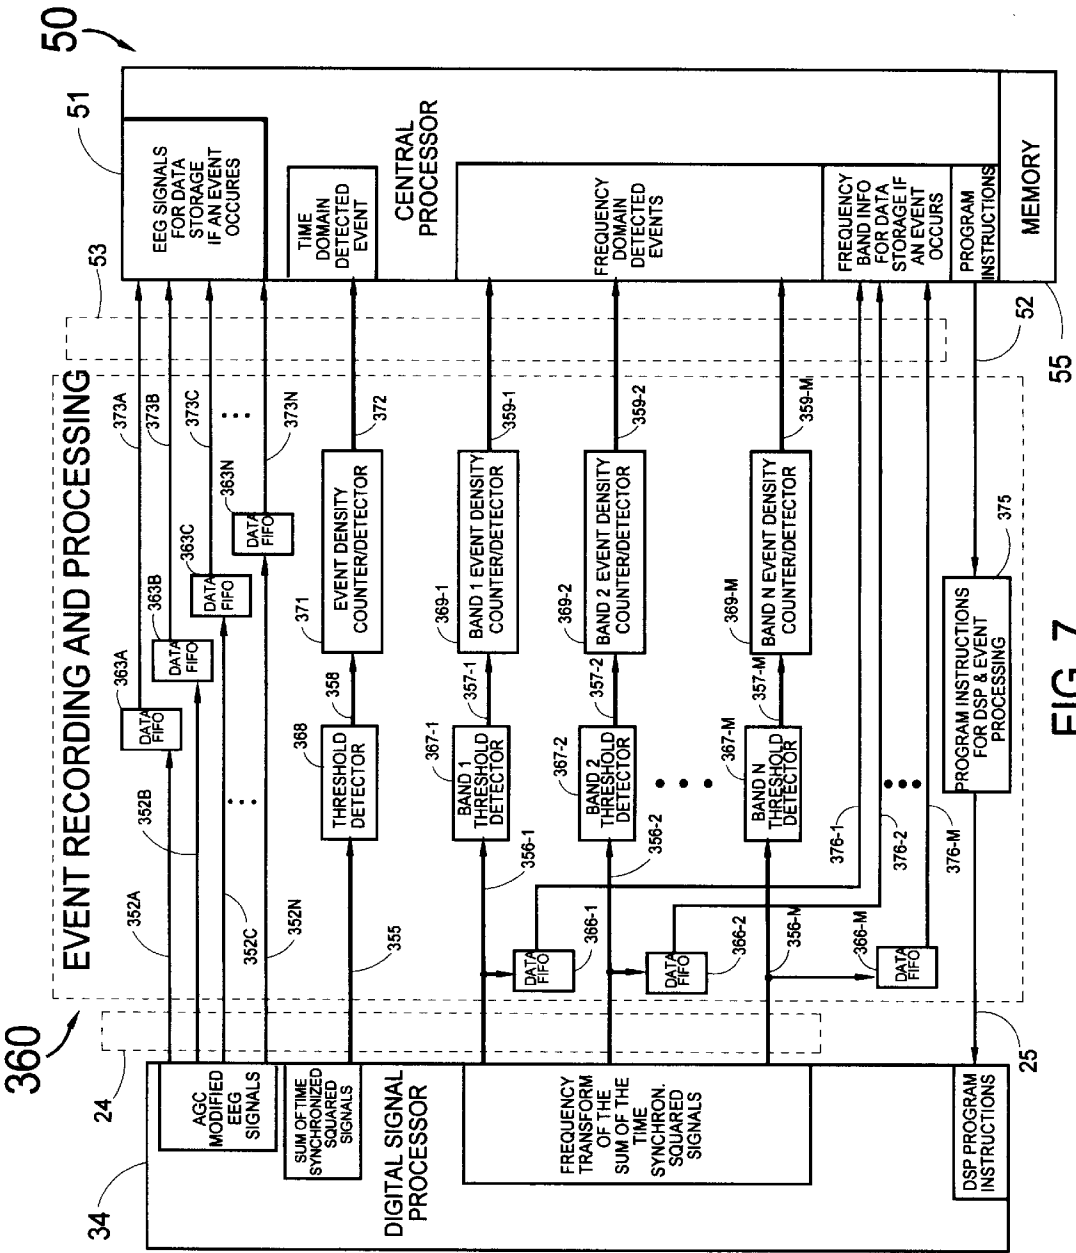 EVENT RECORDING AND PROCESSING
360
50
34
24
51
53
AGC
MODIFIED
EEG
SIGNALS
SUM OF TIME
SYNCHRONIZED
SQUARED
SIGNALS
DIGITAL SIGNAL
PROCESSOR
FREQUENCY
TRANSFORM
OF THE
SUM OF THE
TIME
SYNCHRON.
SQUARED
SIGNALS
DSP PROGRAM
INSTRUCTIONS
25
352A
352B
352C
352N
...
363A
DATA
FIFO
363B
DATA
FIFO
363C
DATA
FIFO
363N
DATA
FIFO
373A
373B
373C
...
373N
355
368
THRESHOLD
DETECTOR
358
371
EVENT DENSITY
COUNTER/DETECTOR
372
356-1
367-1
BAND 1
THRESHOLD
DETECTOR
357-1
369-1
BAND 1 EVENT DENSITY
COUNTER/DETECTOR
359-1
DATA
FIFO
366-1
356-2
367-2
BAND 2
THRESHOLD
DETECTOR
357-2
369-2
BAND 2 EVENT DENSITY
COUNTER/DETECTOR
359-2
DATA
FIFO
366-2
...
356-M
367-M
BAND N
THRESHOLD
DETECTOR
357-M
369-M
BAND N EVENT DENSITY
COUNTER/DETECTOR
359-M
366-M
DATA
FIFO
376-1
376-2
...
376-M
PROGRAM INSTRUCTIONS
FOR DSP & EVENT
PROCESSING
375
EEG SIGNALS
FOR DATA
STORAGE
IF AN EVENT
OCCURES
TIME
DOMAIN
DETECTED
EVENT
CENTRAL
PROCESSOR
FREQUENCY
DOMAIN
DETECTED
EVENTS
FREQUENCY
BAND INFO
FOR DATA
STORAGE IF
AN EVENT
OCCURS
PROGRAM
INSTRUCTIONS
MEMORY
52
55
FIG. 7